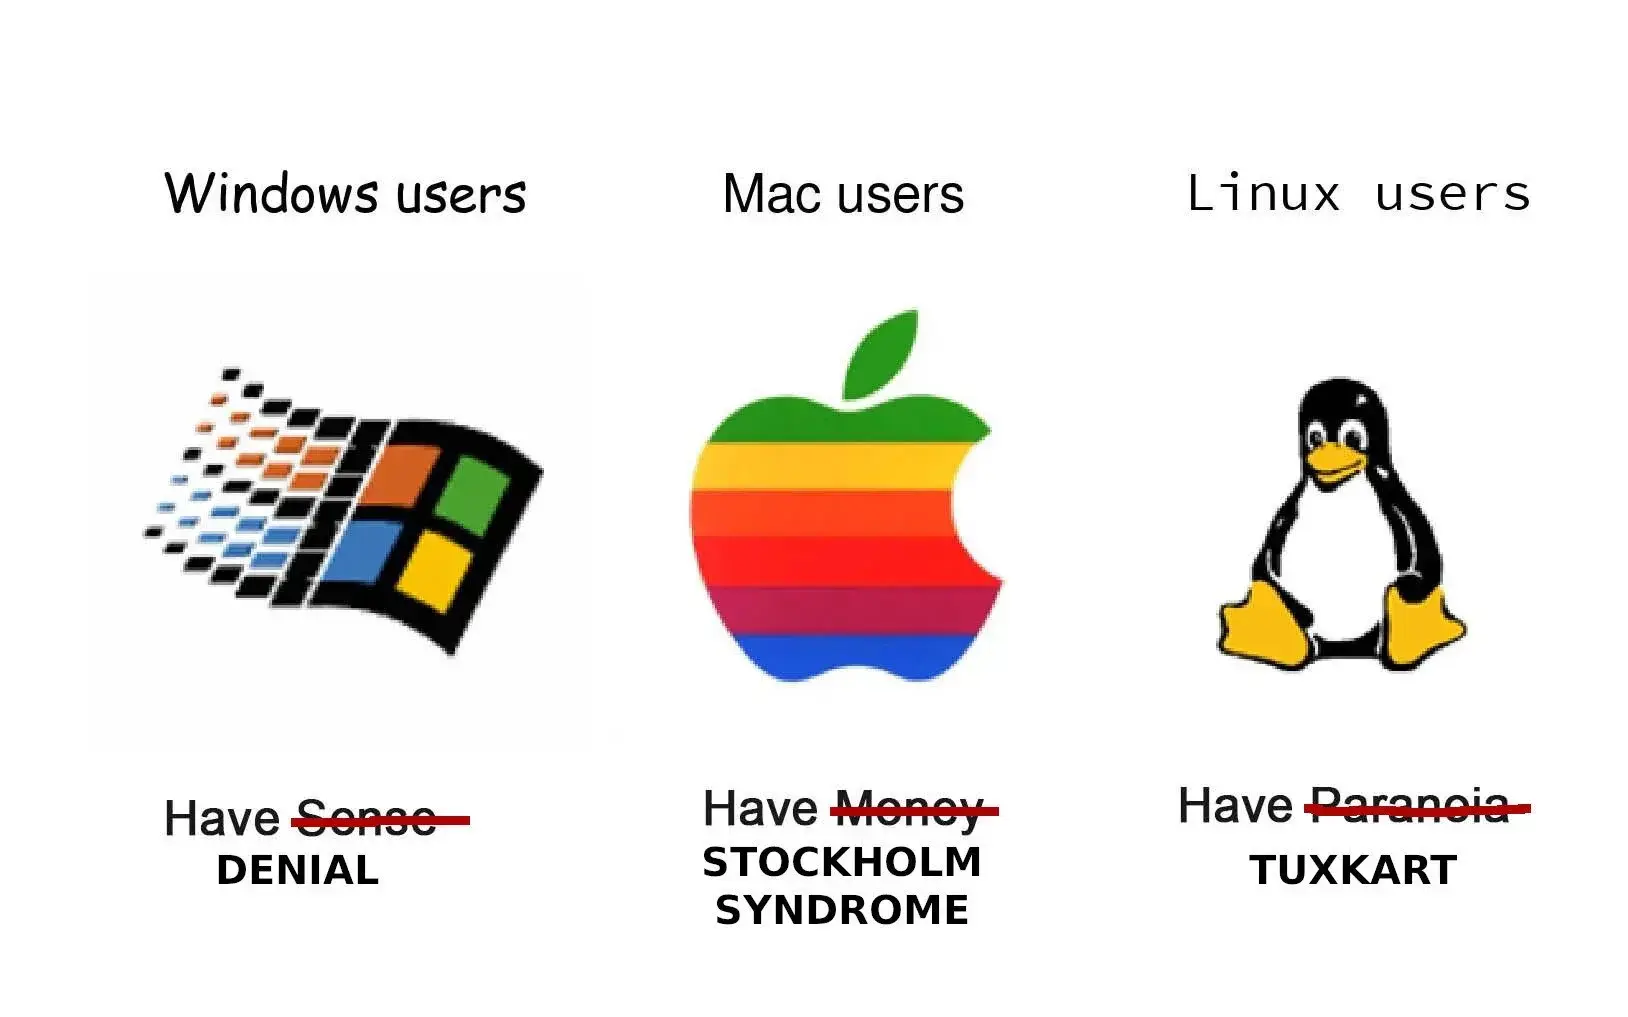 Windows users
Mac users
Linux users
Have Sense
DENIAL
Have Money
STOCKHOLM
SYNDROME
Have Paranoia
TUXKART